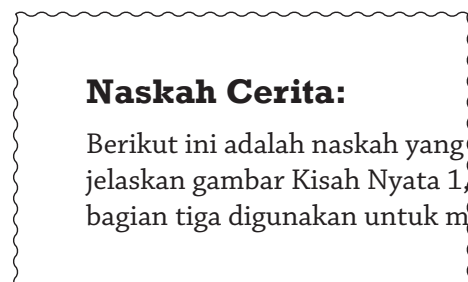 Naskah Cerita:
Berikut ini adalah naskah yang
jelaskan gambar Kisah Nyata 1,
bagian tiga digunakan untuk m